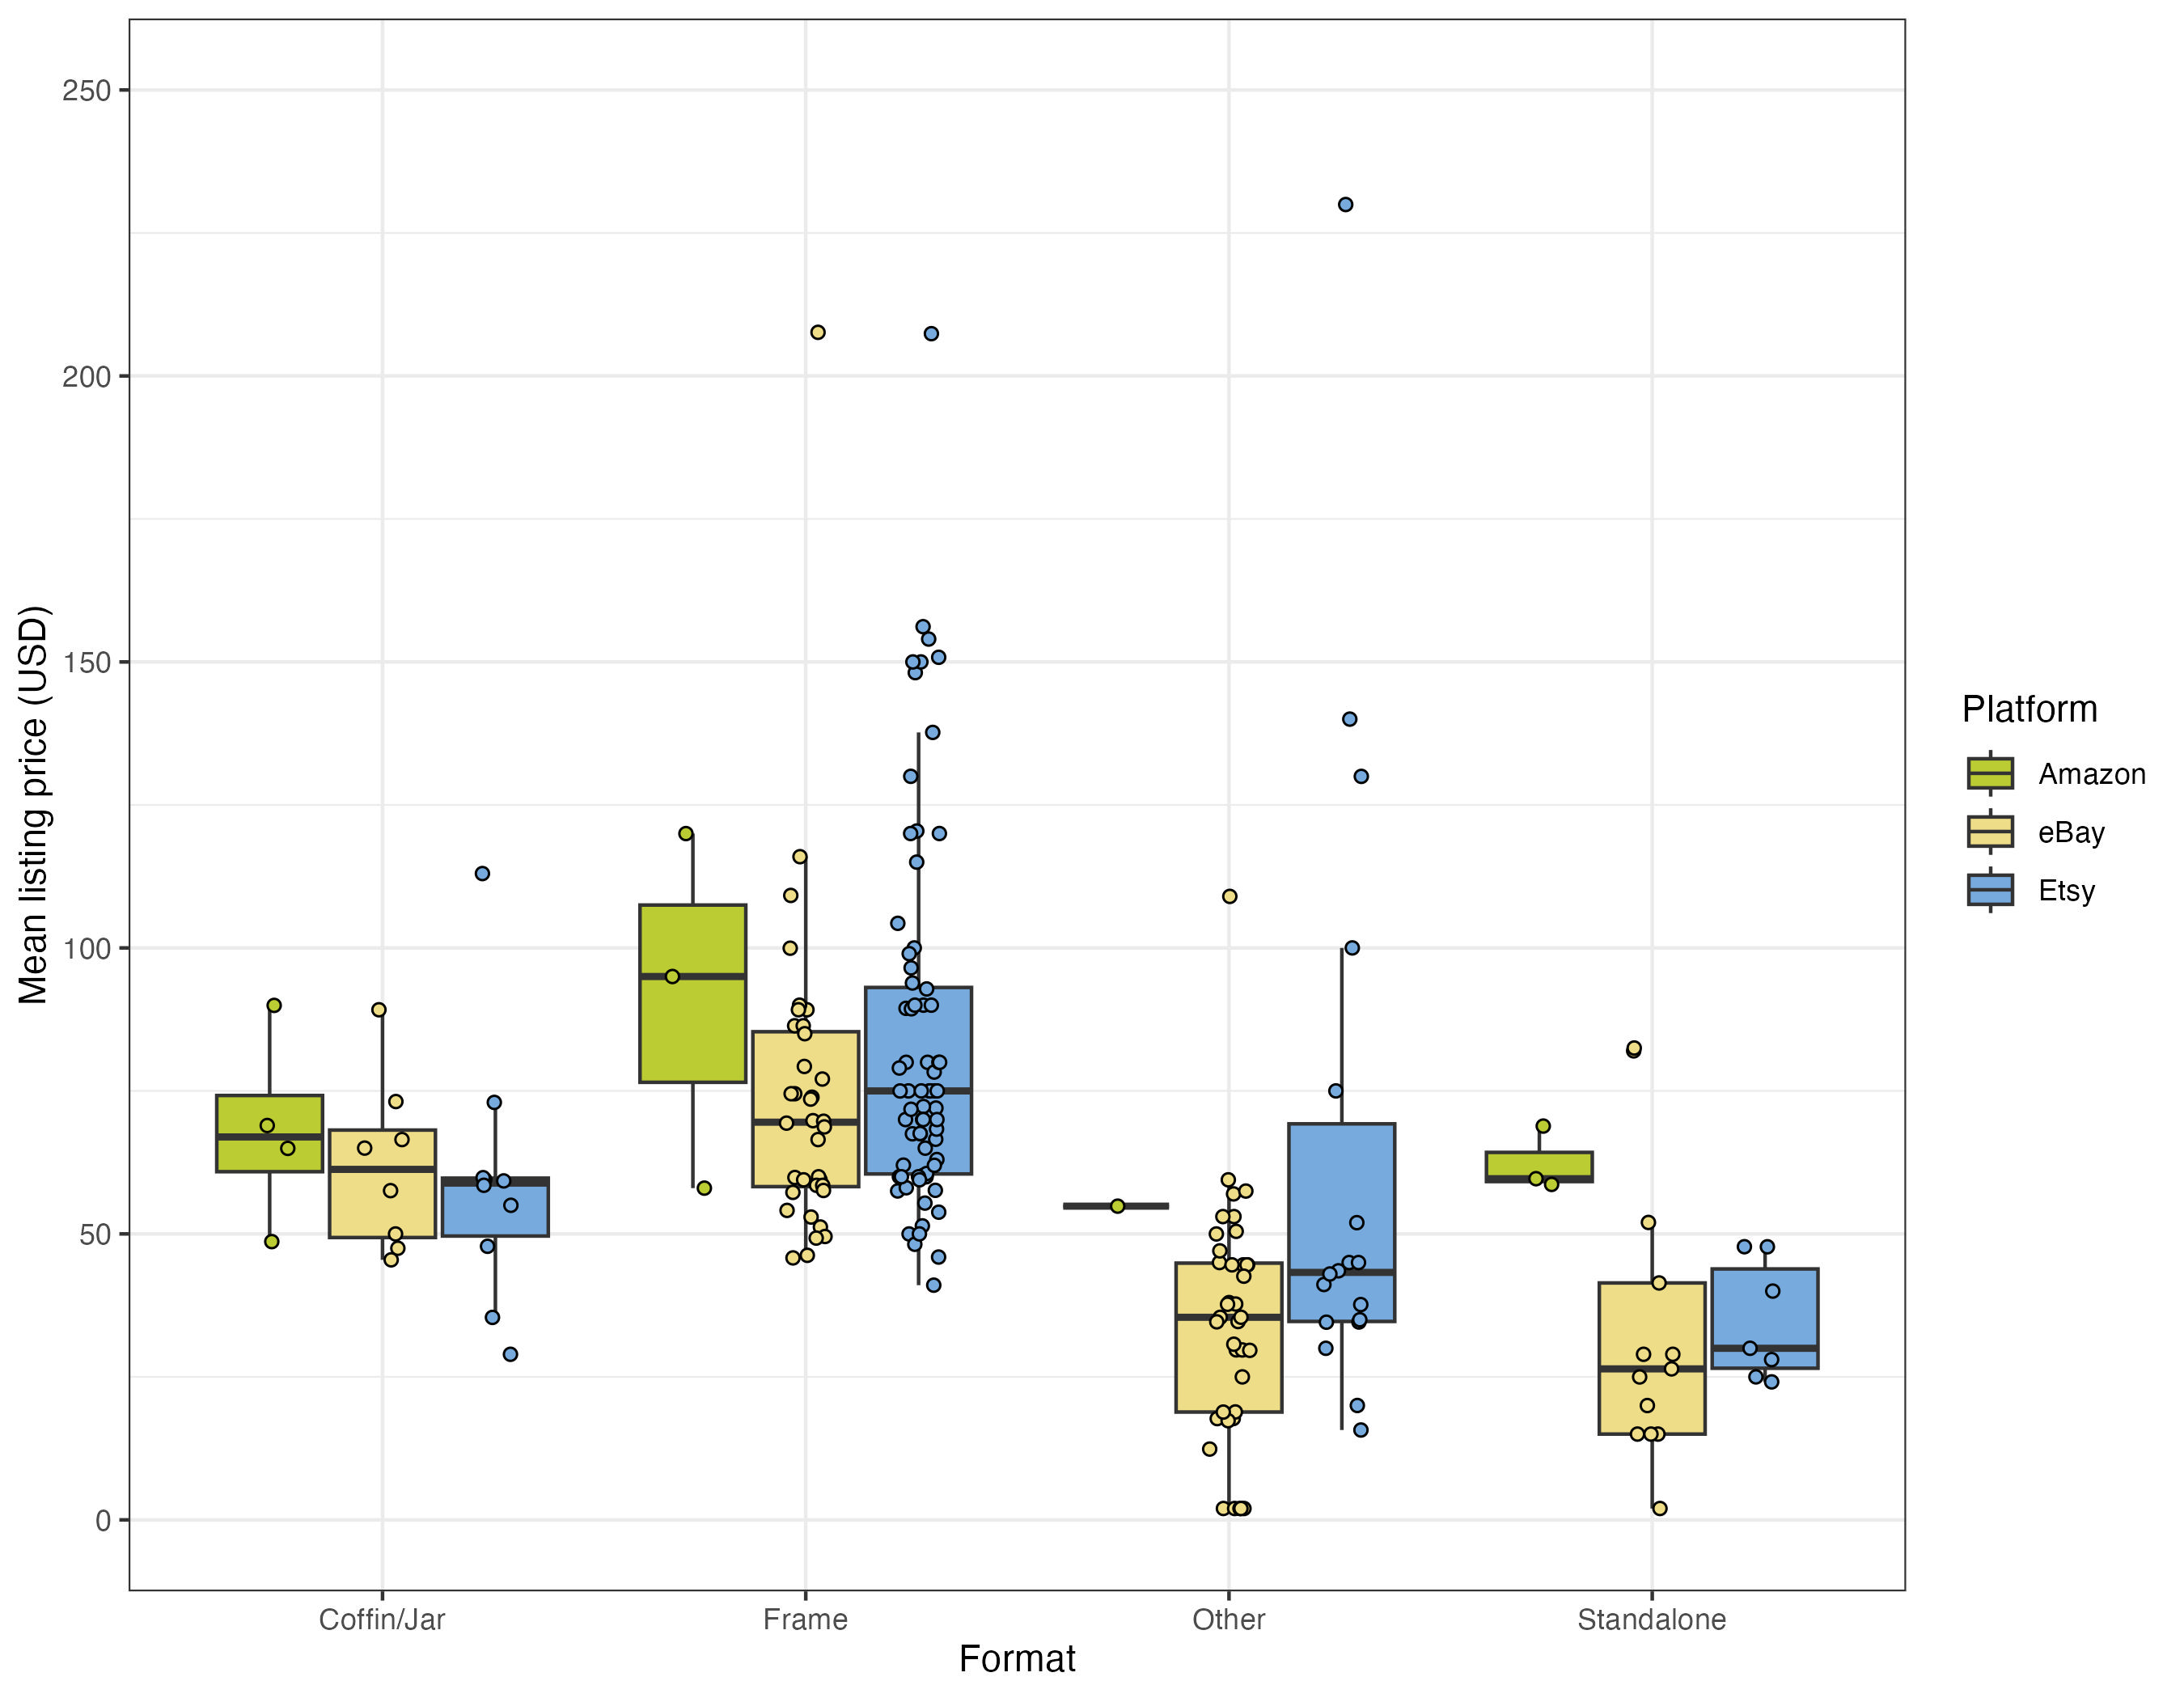 Mean listing price (USD)
250
200
150
100
50
0
Coffin/Jar
Frame
Other
Standalone
Format
Platform
Amazon
eBay
Etsy